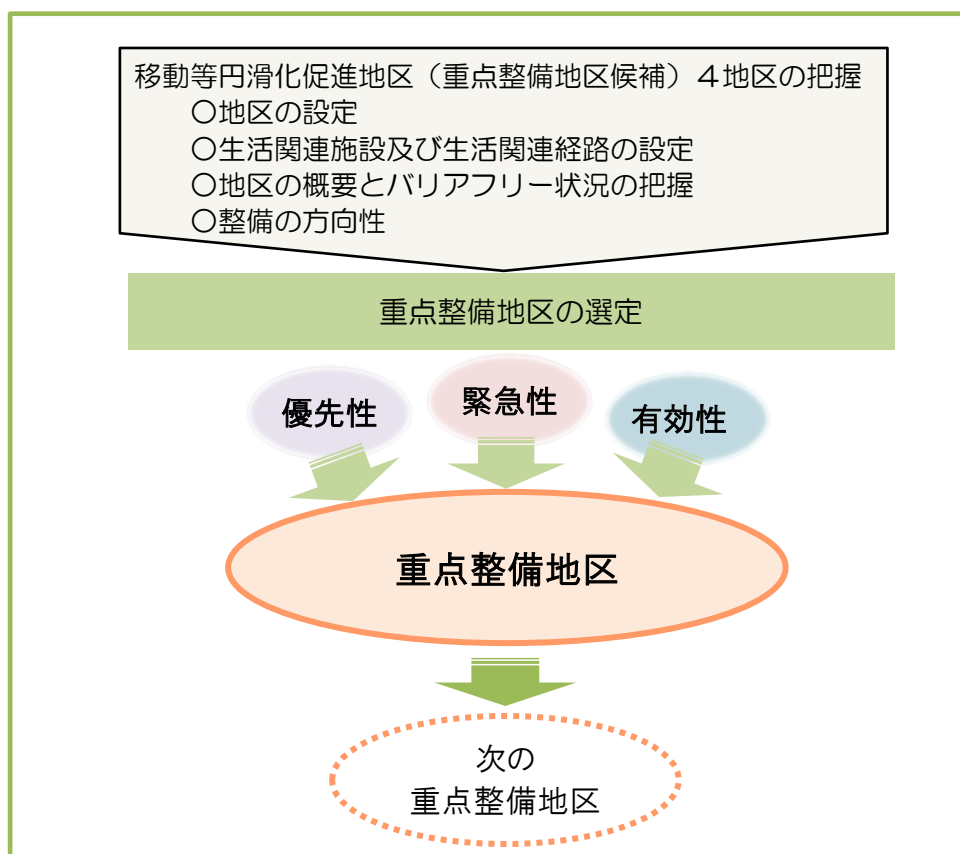 移動等円滑化促進地区（重点整備地区候補）４地区の把握
〇地区の設定
〇生活関連施設及び生活関連経路の設定
〇地区の概要とバリアフリー状況の把握
〇整備の方向性
重点整備地区の選定
優先性
緊急性
有効性
重点整備地区
次の
重点整備地区